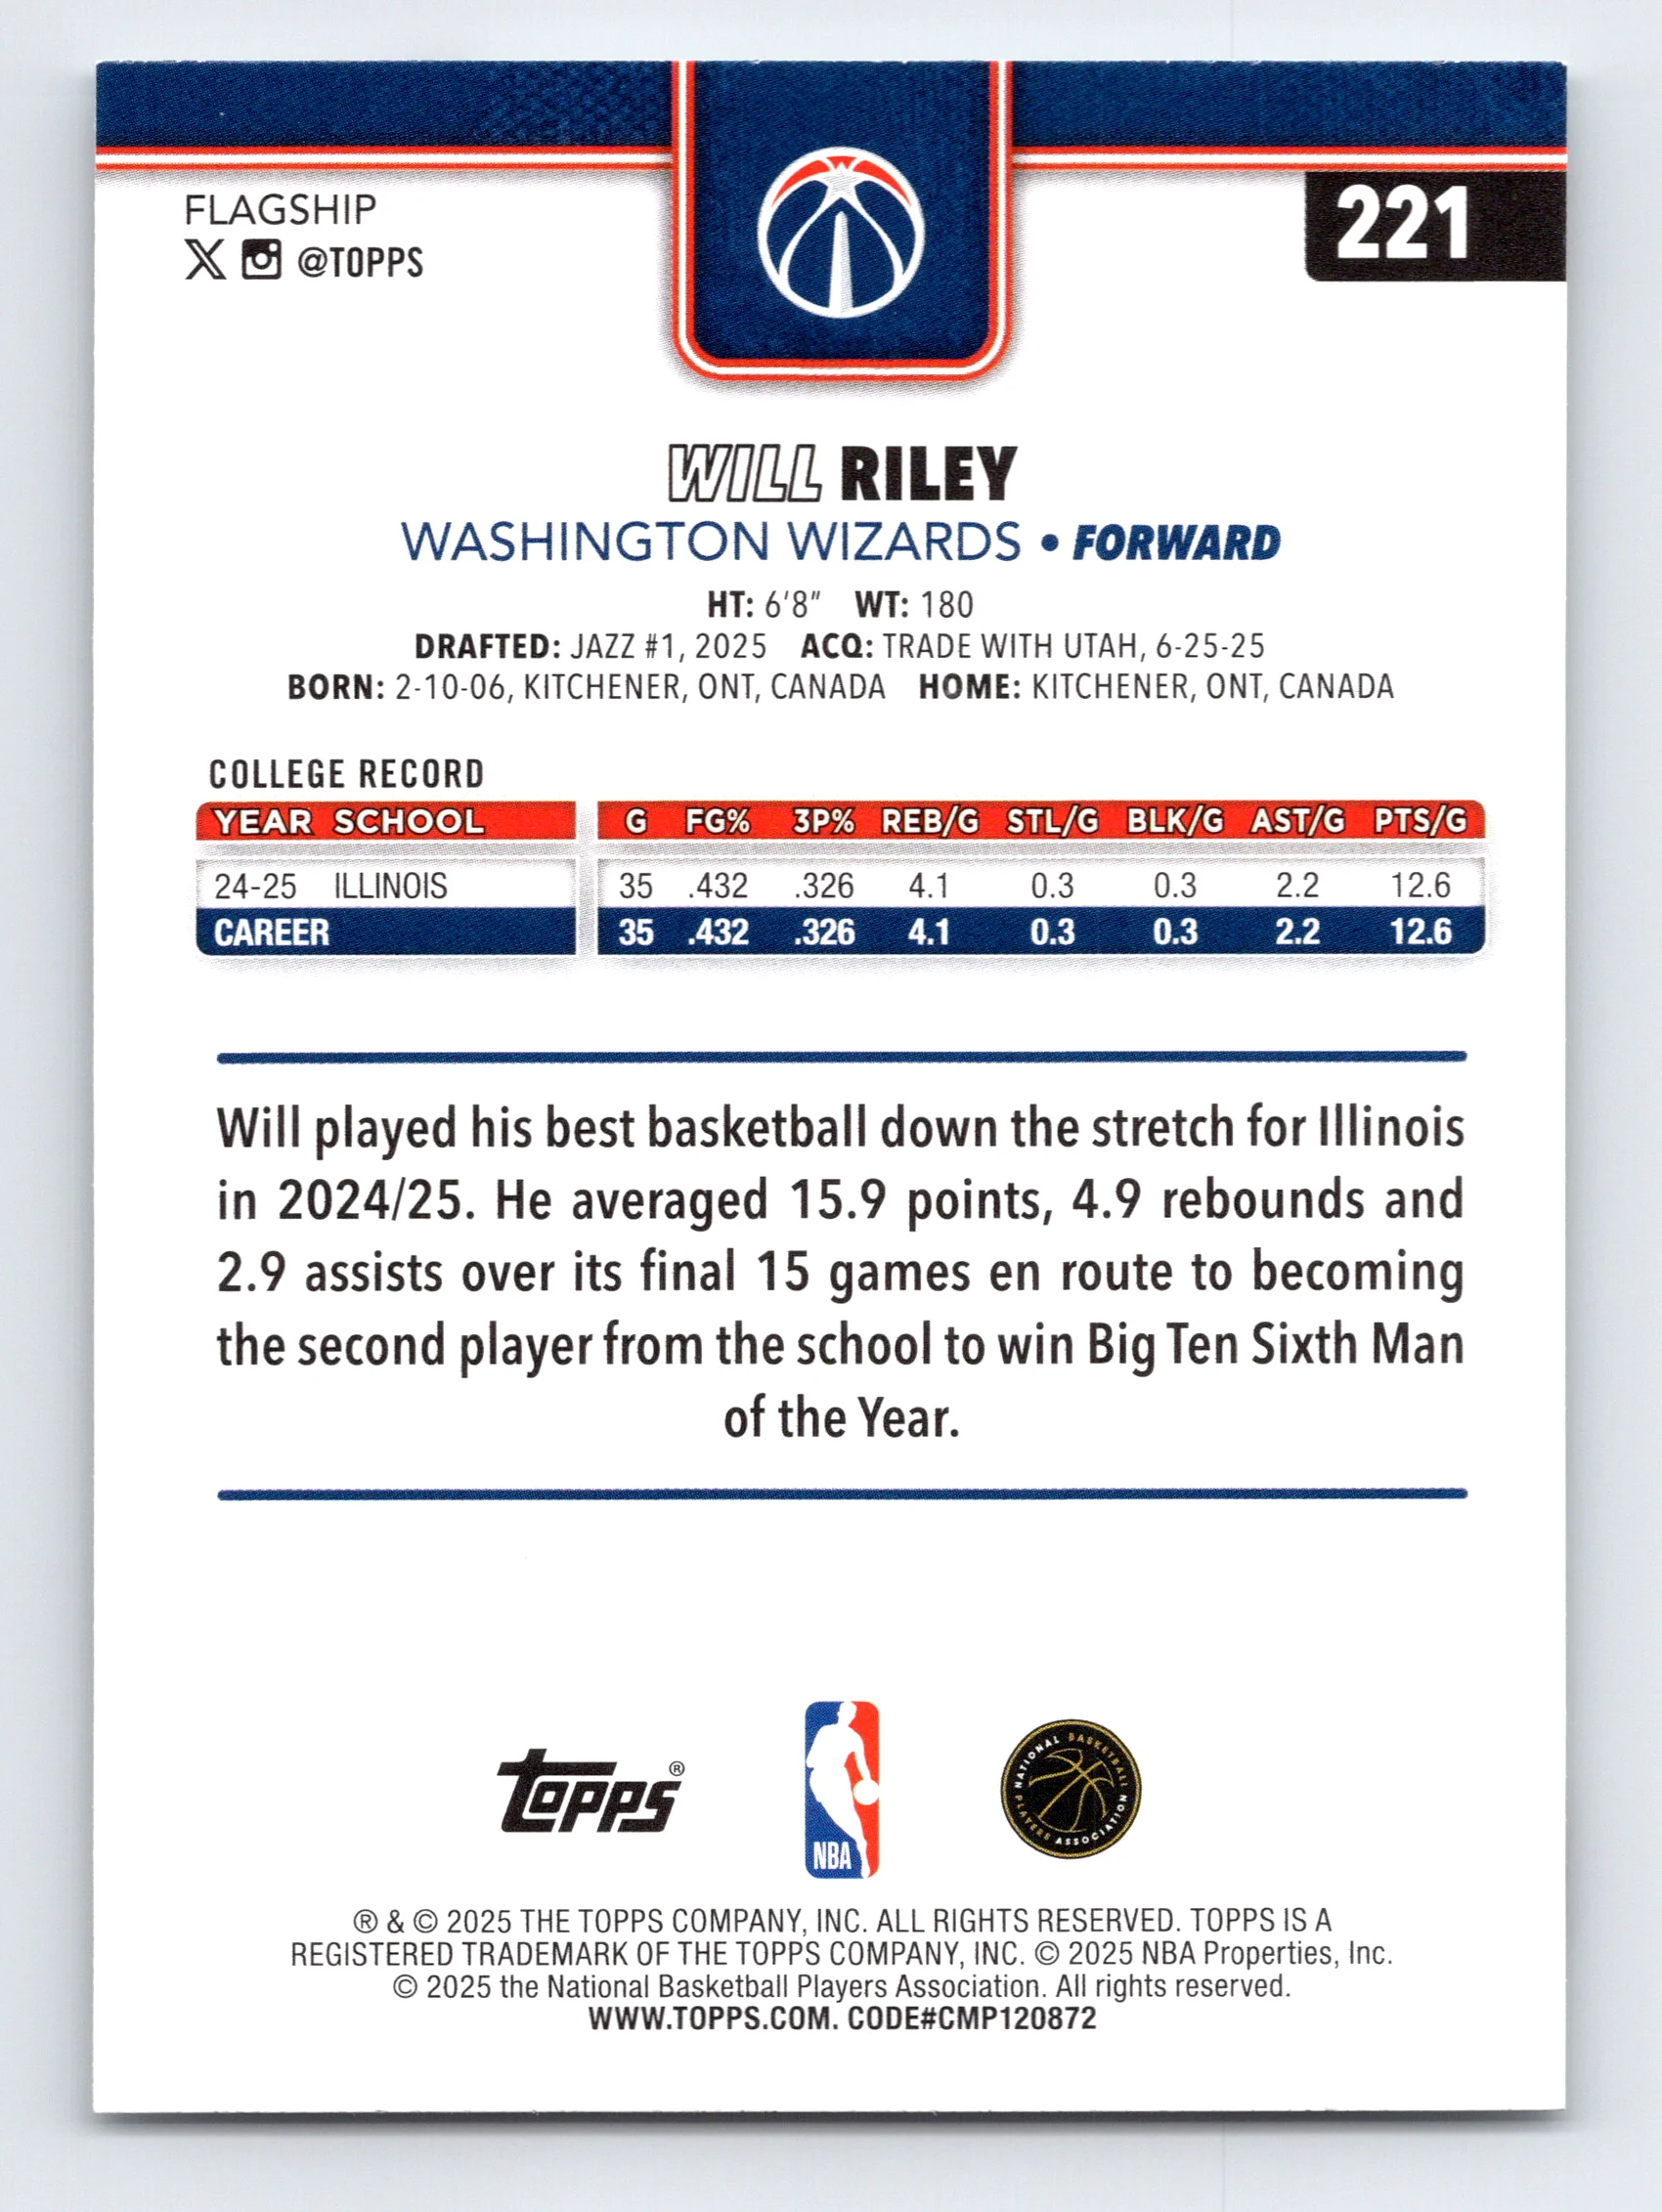 FLAGSHIP
X @TOPPS
221
WILL RILEY
WASHINGTON WIZARDS • FORWARD
HT: 6'8" WT: 180
DRAFTED: JAZZ #1, 2025 ACQ: TRADE WITH UTAH, 6-25-25
BORN: 2-10-06, KITCHENER, ONT, CANADA HOME: KITCHENER, ONT, CANADA
COLLEGE RECORD
YEAR SCHOOL G FG% 3P% REB/G STL/G BLK/G AST/G PTS/G
24-25 ILLINOIS 35 .432 .326 4.1 0.3 0.3 2.2 12.6
CAREER 35 .432 .326 4.1 0.3 0.3 2.2 12.6
Will played his best basketball down the stretch for Illinois
in 2024/25. He averaged 15.9 points, 4.9 rebounds and
2.9 assists over its final 15 games en route to becoming
the second player from the school to win Big Ten Sixth Man
of the Year.
Topps®
NBA
NATIONAL BASKETBALL PLAYERS ASSOCIATION
® & © 2025 THE TOPPS COMPANY, INC. ALL RIGHTS RESERVED. TOPPS IS A
REGISTERED TRADEMARK OF THE TOPPS COMPANY, INC. © 2025 NBA Properties, Inc.
© 2025 the National Basketball Players Association. All rights reserved.
WWW.TOPPS.COM. CODE#CMP120872